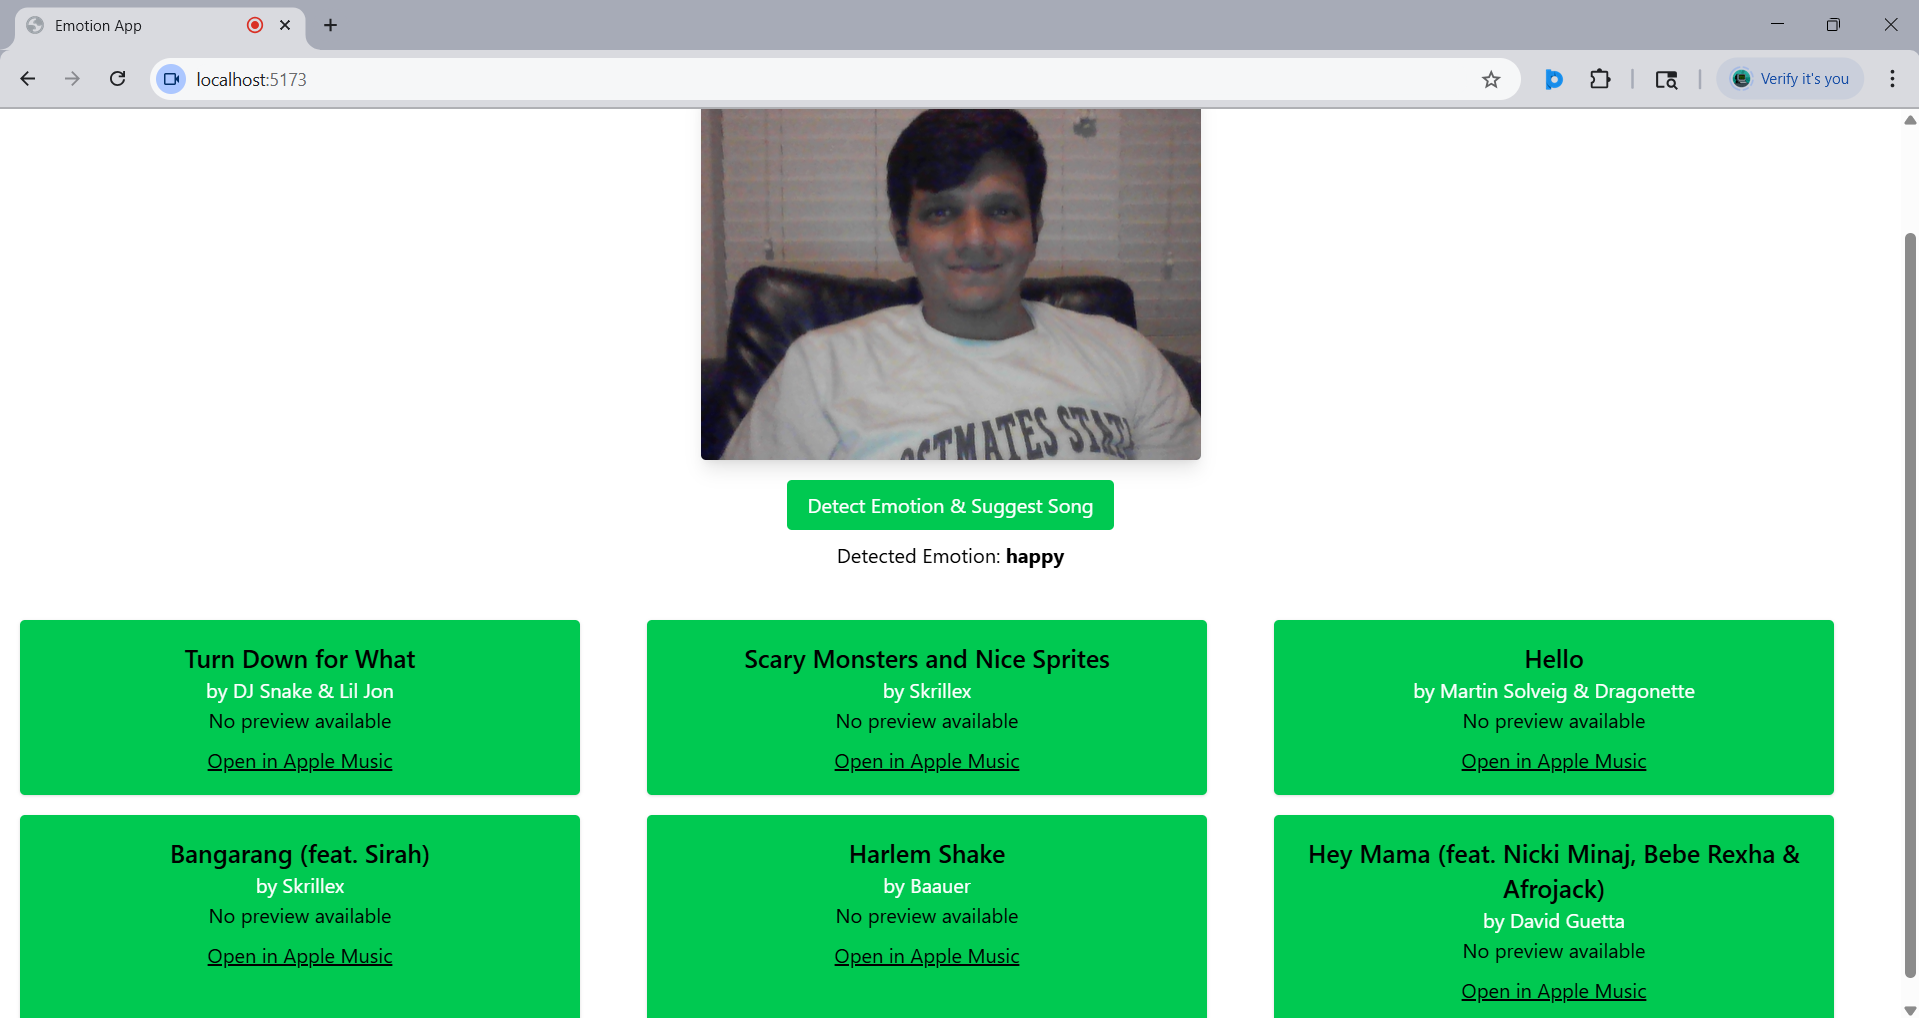 Emotion App
localhost:5173
Verify it's you
OSTMATES STAT
Detect Emotion & Suggest Song
Detected Emotion: happy
Turn Down for What
by DJ Snake & Lil Jon
No preview available
Open in Apple Music
Scary Monsters and Nice Sprites
by Skrillex
No preview available
Open in Apple Music
Hello
by Martin Solveig & Dragonette
No preview available
Open in Apple Music
Bangarang (feat. Sirah)
by Skrillex
No preview available
Open in Apple Music
Harlem Shake
by Baauer
No preview available
Open in Apple Music
Hey Mama (feat. Nicki Minaj, Bebe Rexha &
Afrojack)
by David Guetta
No preview available
Open in Apple Music